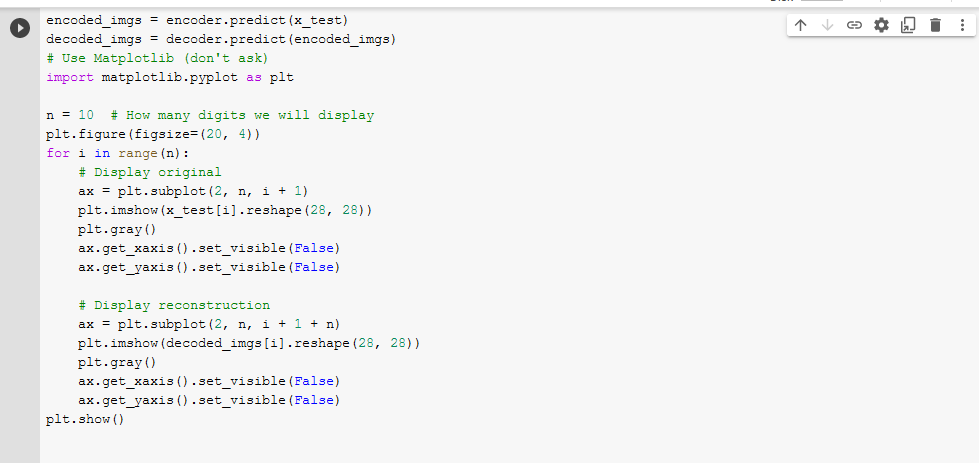 encoded_imgs = encoder.predict(x_test)
decoded_imgs = decoder.predict(encoded_imgs)
# Use Matplotlib (don't ask)
import matplotlib.pyplot as plt

n = 10  # How many digits we will display
plt.figure(figsize=(20, 4))
for i in range(n):
    # Display original
    ax = plt.subplot(2, n, i + 1)
    plt.imshow(x_test[i].reshape(28, 28))
    plt.gray()
    ax.get_xaxis().set_visible(False)
    ax.get_yaxis().set_visible(False)

    # Display reconstruction
    ax = plt.subplot(2, n, i + 1 + n)
    plt.imshow(decoded_imgs[i].reshape(28, 28))
    plt.gray()
    ax.get_xaxis().set_visible(False)
    ax.get_yaxis().set_visible(False)
plt.show()